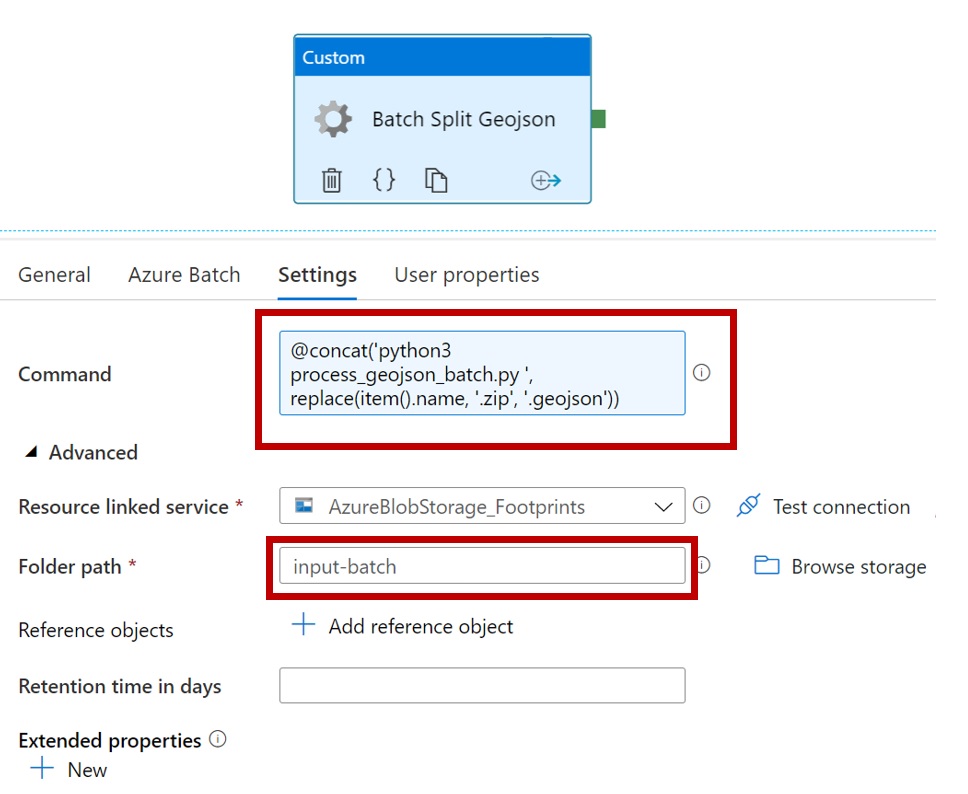 Custom
Batch Split Geojson
{}
General Azure Batch Settings User properties
Command
@concat('python3
process_geojson_batch.py ',
replace(item().name, '.zip', '.geojson'))
Advanced
Resource linked service * AzureBlobStorage_Footprints Test connection
Folder path * input-batch Browse storage
Reference objects Add reference object
Retention time in days
Extended properties
New